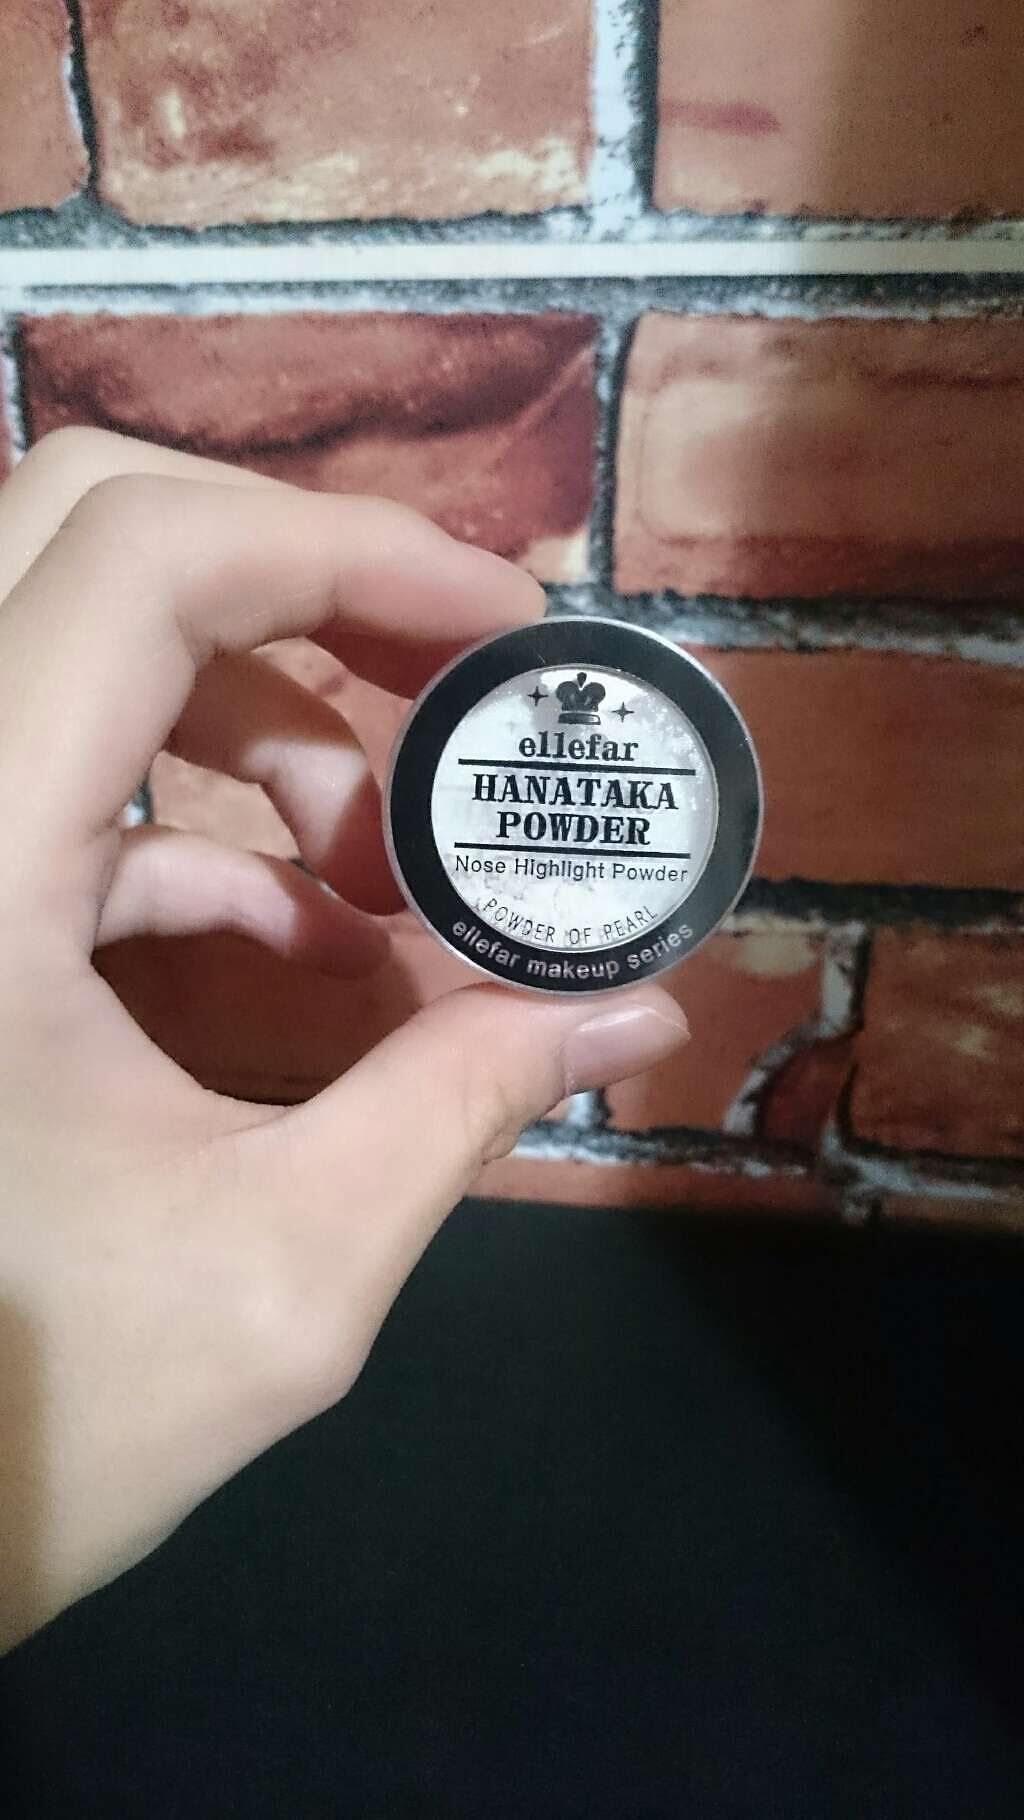 ellefar
HANATAKA
POWDER
Nose Highlight Powder
POWDER OF PEARL
ellefar makeup series